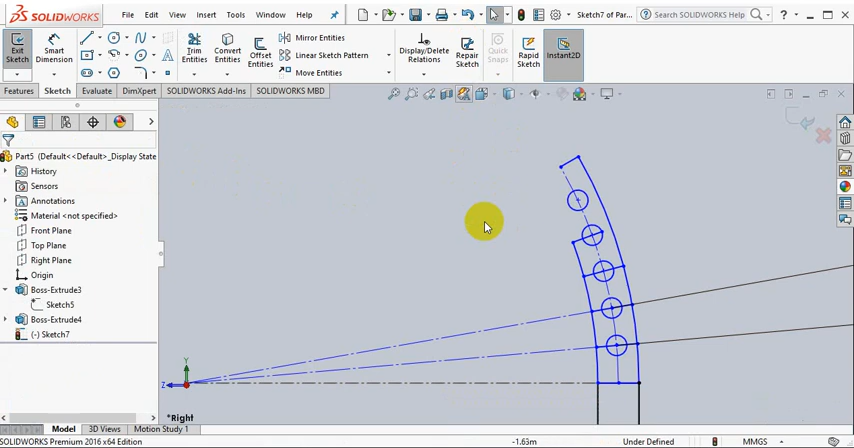 SOLIDWORKS
File Edit View Insert Tools Window Help
Sketch7 of Par...
Search SOLIDWORKS Help
Exit Sketch
Smart Dimension
Trim Entities
Convert Entities
Offset Entities
Mirror Entities
Linear Sketch Pattern
Move Entities
Display/Delete Relations
Repair Sketch
Quick Snaps
Rapid Sketch
Instant2D
Features Sketch Evaluate DimXpert SOLIDWORKS Add-Ins SOLIDWORKS MBD
Part5 (Default<<Default>_Display State
History
Sensors
Annotations
Material <not specified>
Front Plane
Top Plane
Right Plane
Origin
Boss-Extrude3
Sketch5
Boss-Extrude4
(-) Sketch7
Y
Z
*Right
Model 3D Views Motion Study 1
SOLIDWORKS Premium 2016 x64 Edition
Under Defined
MMGS